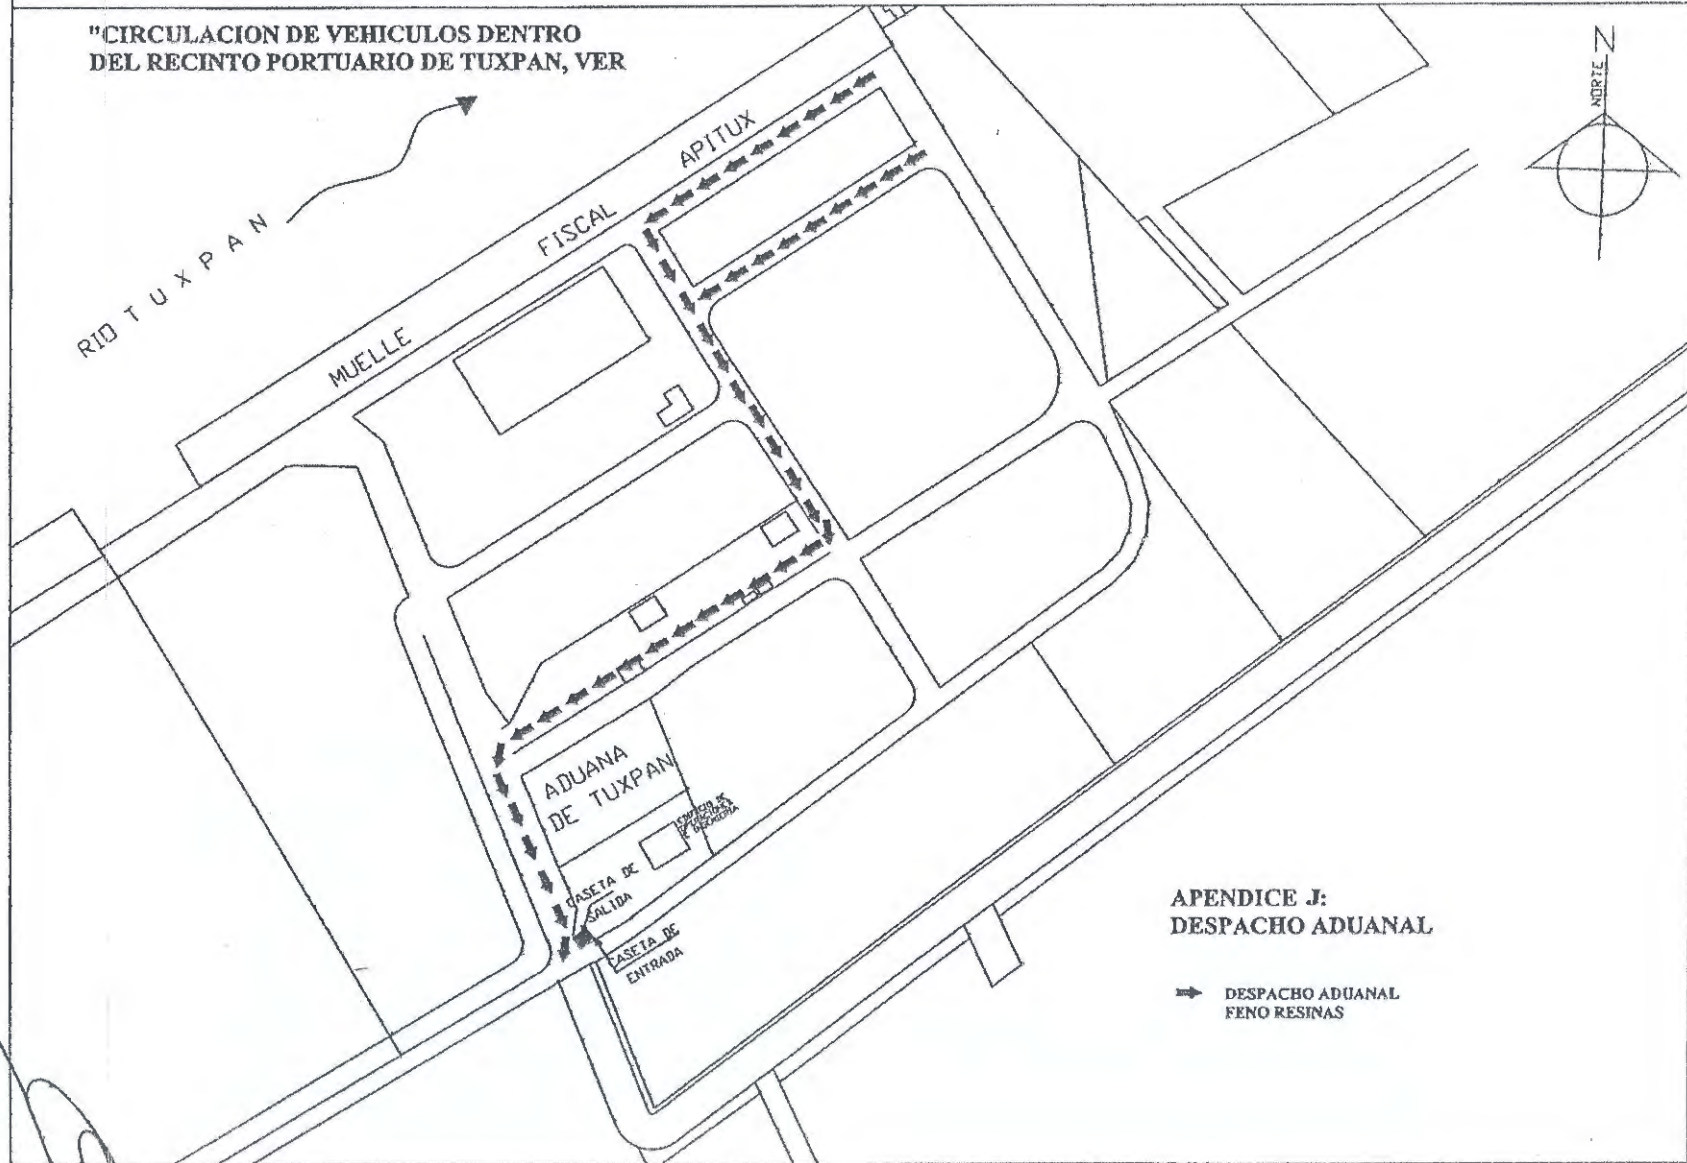 "CIRCULACION DE VEHICULOS DENTRO
DEL RECINTO PORTUARIO DE TUXPAN, VER
NORTE N
RIO TUXPAN
MUELLE FISCAL APITUX
ADUANA
DE TUXPAN
CASETA DE
SALIDA
CASETA DE
ENTRADA
APENDICE J:
DESPACHO ADUANAL
DESPACHO ADUANAL
FENO RESINAS